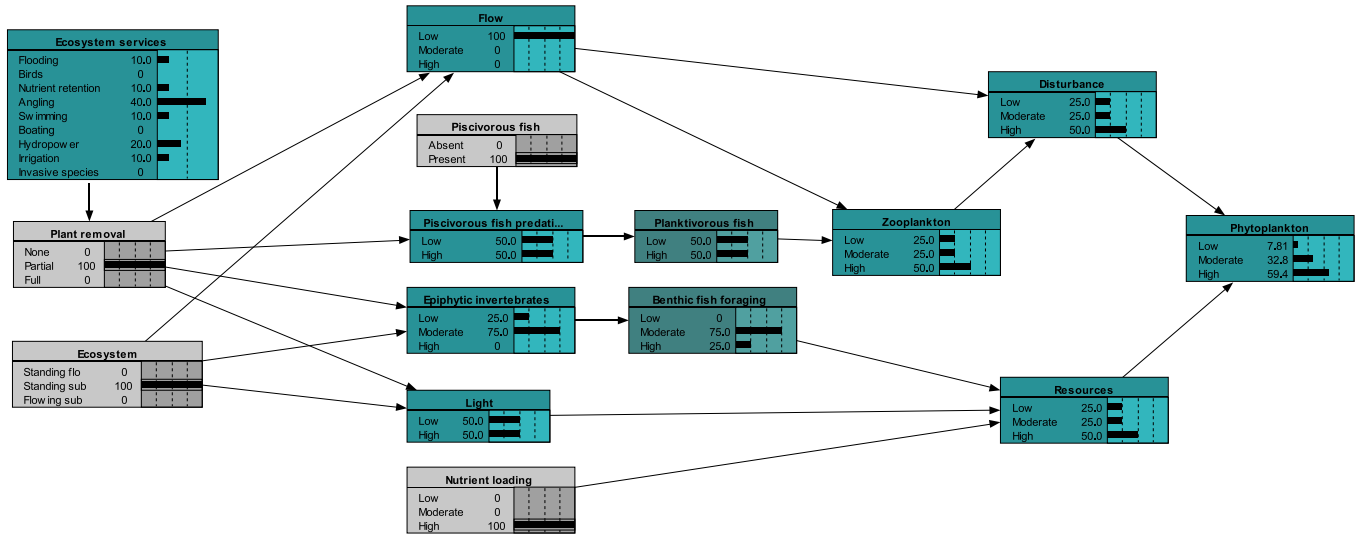 Ecosystem services
Flooding 10.0
Birds 0
Nutrient retention 10.0
Angling 40.0
Swimming 10.0
Boating 0
Hydropower 20.0
Irrigation 10.0
Invasive species 0
Plant removal
None 0
Partial 100
Full 0
Ecosystem
Standing flo 0
Standing sub 100
Flowing sub 0
Flow
Low 100
Moderate 0
High 0
Piscivorous fish
Absent 0
Present 100
Piscivorous fish predati...
Low 50.0
High 50.0
Epiphytic invertebrates
Low 25.0
Moderate 75.0
High 0
Light
Low 50.0
High 50.0
Nutrient loading
Low 0
Moderate 0
High 100
Planktivorous fish
Low 50.0
High 50.0
Benthic fish foraging
Low 0
Moderate 75.0
High 25.0
Zooplankton
Low 25.0
Moderate 25.0
High 50.0
Disturbance
Low 25.0
Moderate 25.0
High 50.0
Resources
Low 25.0
Moderate 25.0
High 50.0
Phytoplankton
Low 7.81
Moderate 32.8
High 59.4